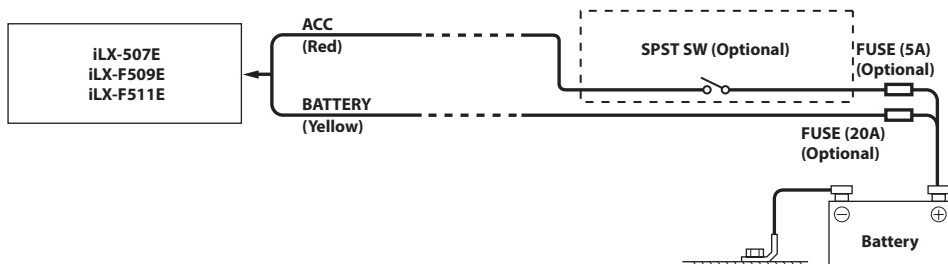 iLX-507E
iLX-F509E
iLX-F511E
ACC
(Red)
BATTERY
(Yellow)
SPST SW (Optional)
FUSE (5A)
(Optional)
FUSE (20A)
(Optional)
Battery